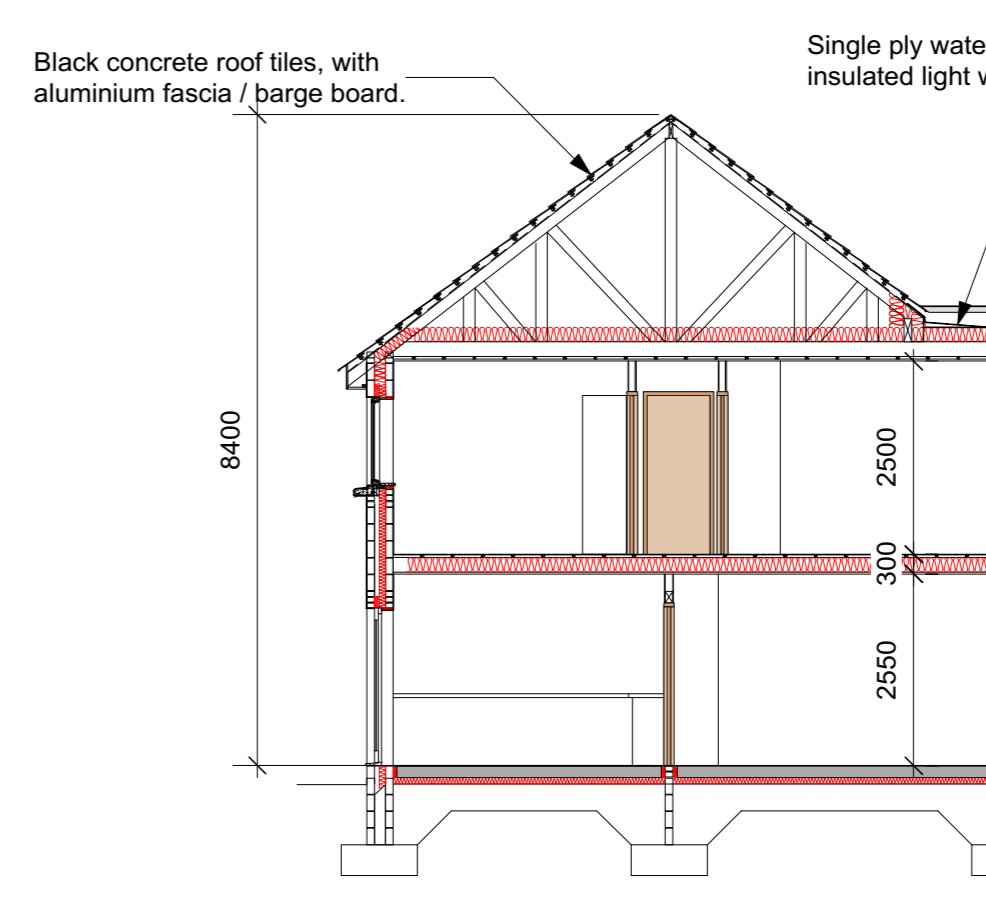 Black concrete roof tiles, with
aluminium fascia / barge board.
Single ply
insulated light
8400
2500
300
2550